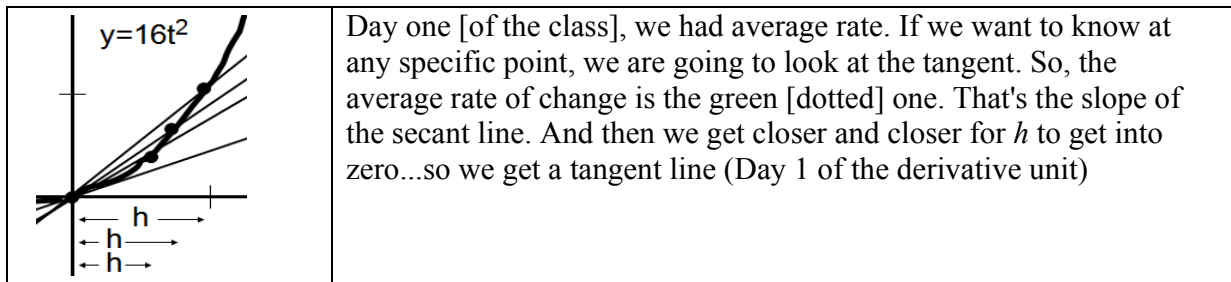 y=16t²
h
h
h
Day one [of the class], we had average rate. If we want to know at
any specific point, we are going to look at the tangent. So, the
average rate of change is the green [dotted] one. That's the slope of
the secant line. And then we get closer and closer for h to get into
zero...so we get a tangent line (Day 1 of the derivative unit)